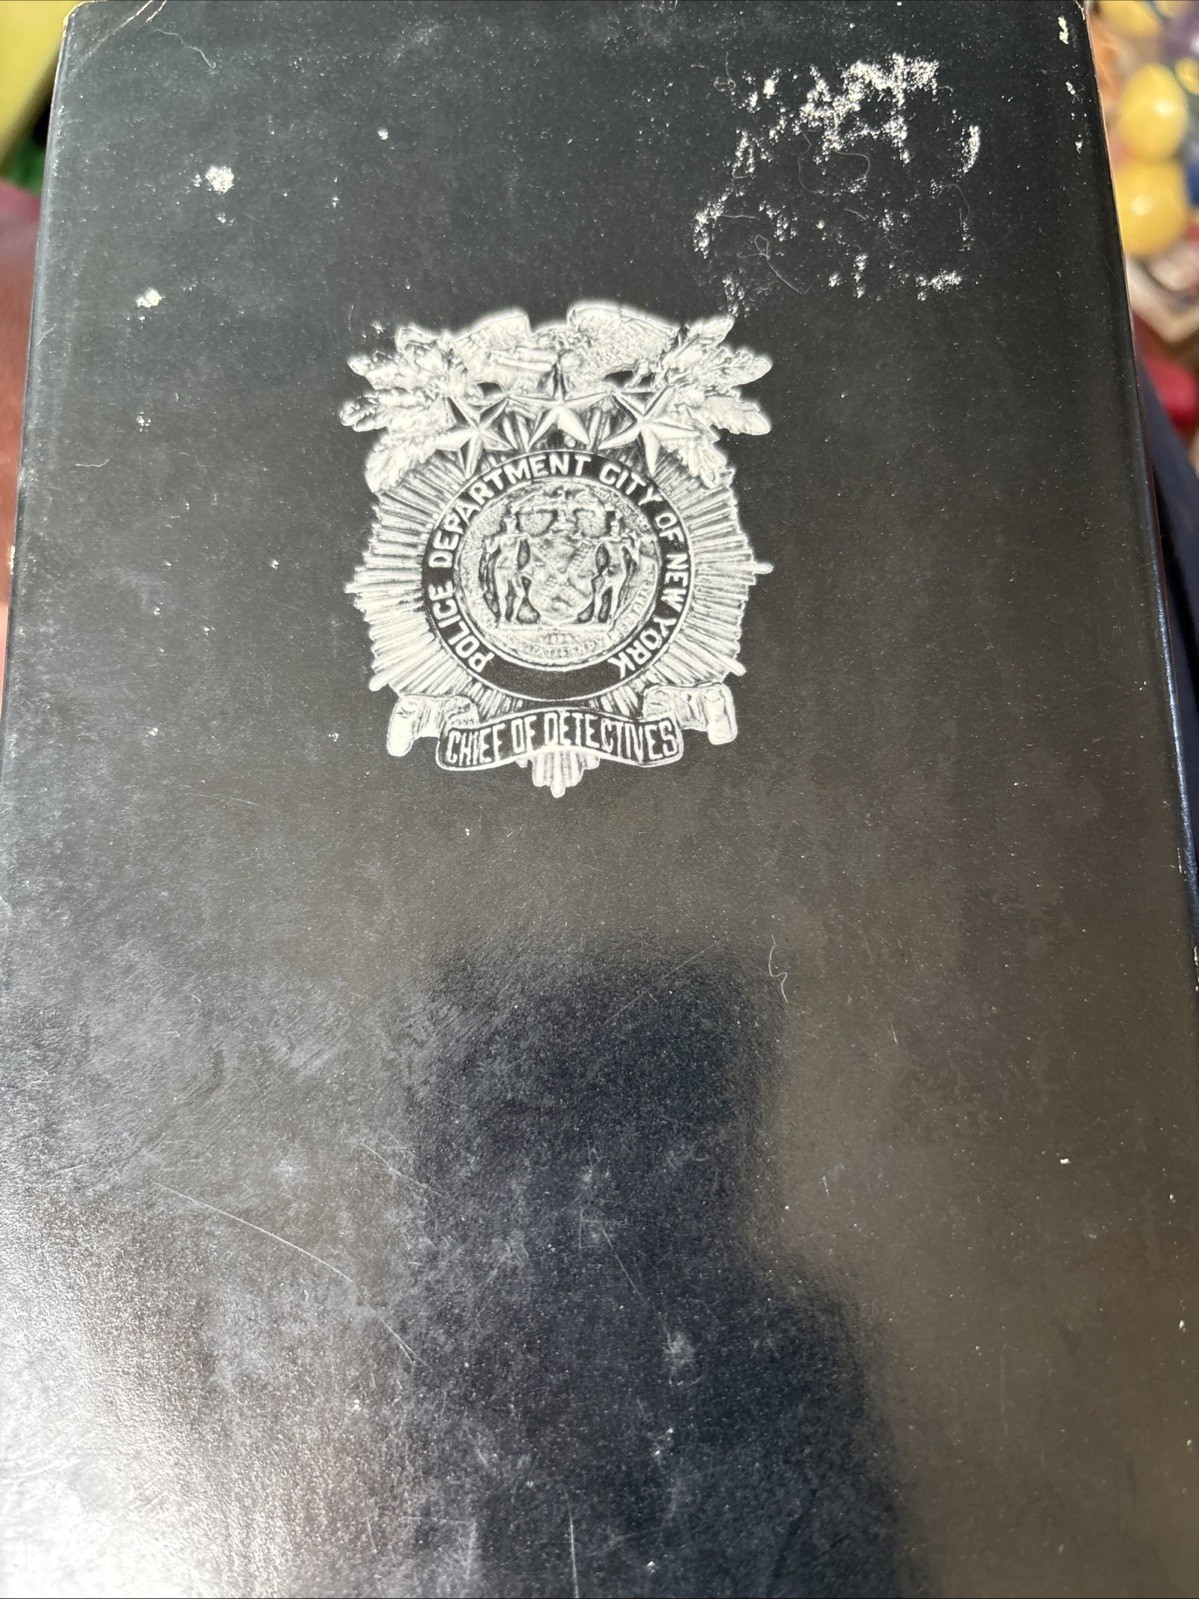 POLICE DEPARTMENT CITY OF NEW YORK
CHIEF OF DETECTIVES